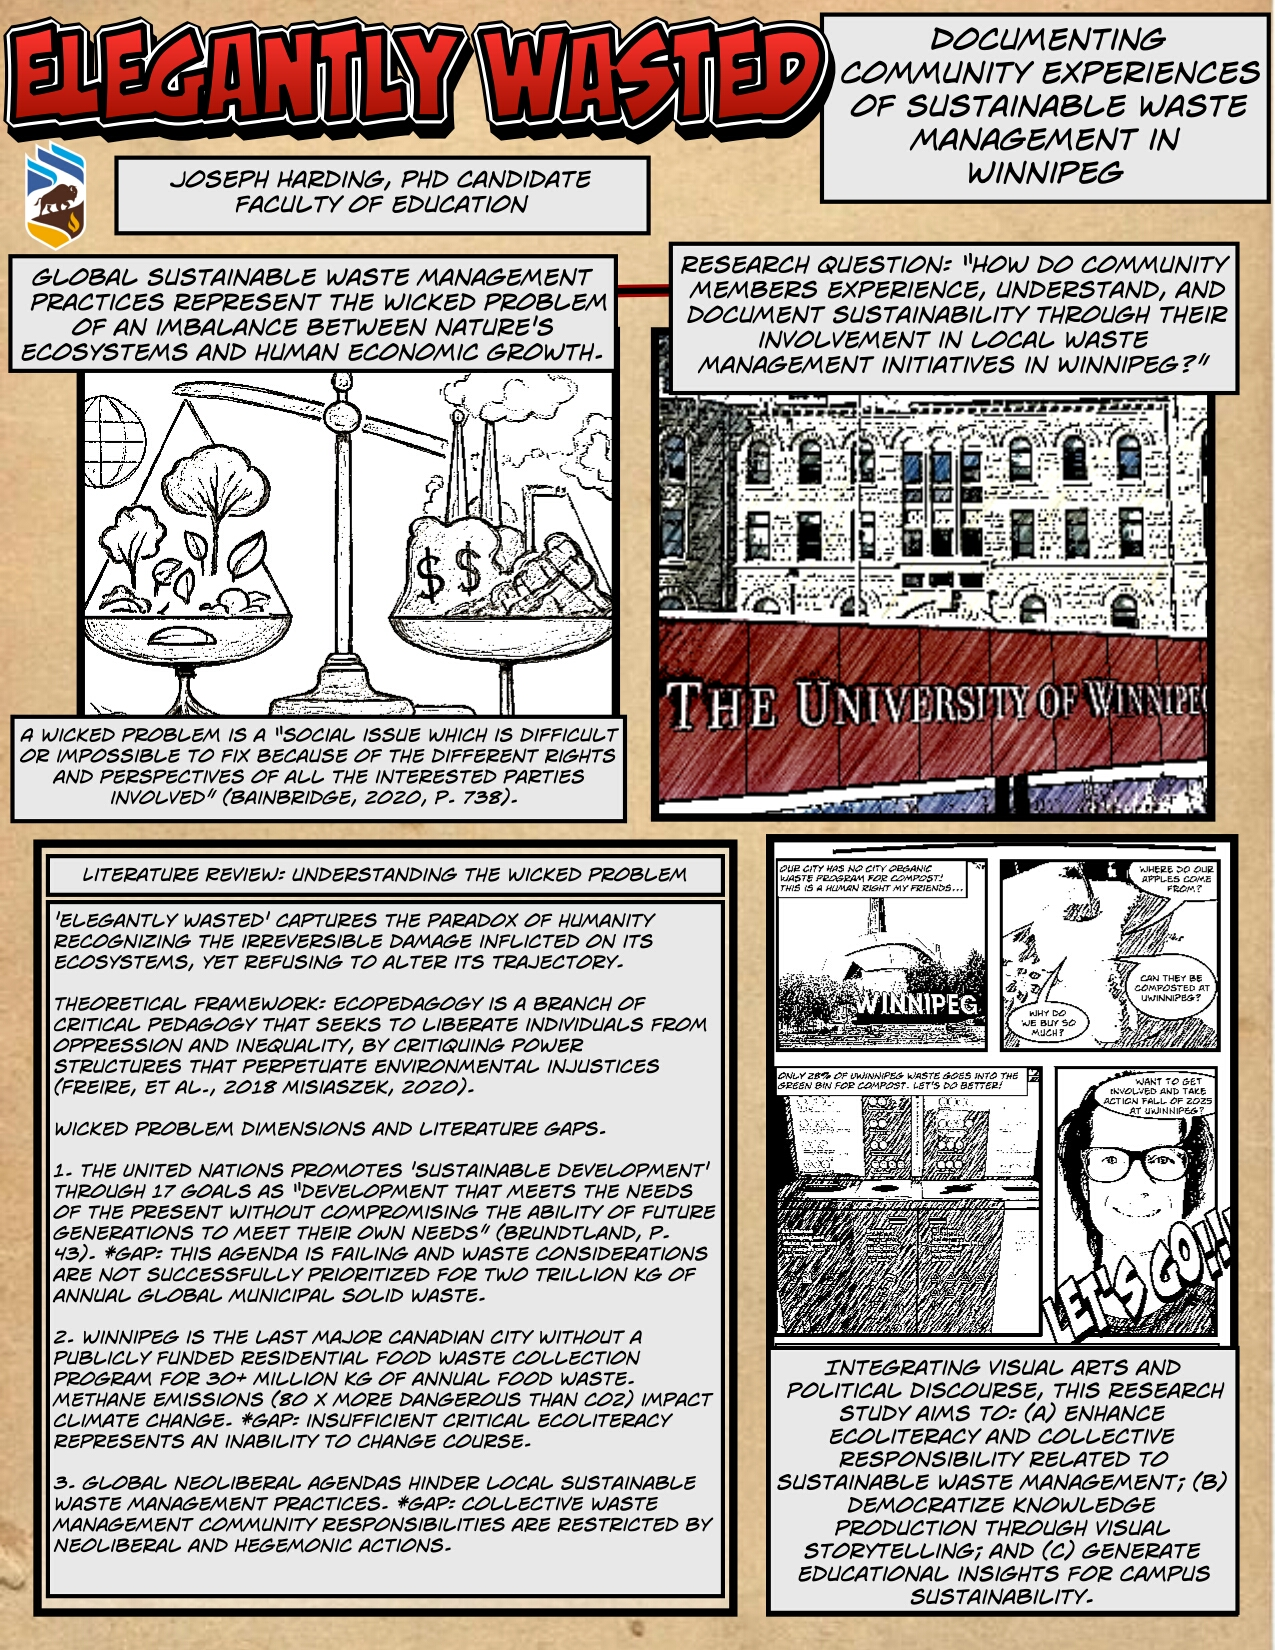 ELEGANTLY WASTED
DOCUMENTING
COMMUNITY EXPERIENCES
OF SUSTAINABLE WASTE
MANAGEMENT IN
WINNIPEG
JOSEPH HARDING, PHD CANDIDATE
FACULTY OF EDUCATION
GLOBAL SUSTAINABLE WASTE MANAGEMENT
PRACTICES REPRESENT THE WICKED PROBLEM
OF AN IMBALANCE BETWEEN NATURE'S
ECOSYSTEMS AND HUMAN ECONOMIC GROWTH.
$ $
A WICKED PROBLEM IS A "SOCIAL ISSUE WHICH IS DIFFICULT
OR IMPOSSIBLE TO FIX BECAUSE OF THE DIFFERENT RIGHTS
AND PERSPECTIVES OF ALL THE INTERESTED PARTIES
INVOLVED" (BAINBRIDGE, 2020, P. 738).
RESEARCH QUESTION: "HOW DO COMMUNITY
MEMBERS EXPERIENCE, UNDERSTAND, AND
DOCUMENT SUSTAINABILITY THROUGH THEIR
INVOLVEMENT IN LOCAL WASTE
MANAGEMENT INITIATIVES IN WINNIPEG?"
THE UNIVERSITY OF WINNIPEG
LITERATURE REVIEW: UNDERSTANDING THE WICKED PROBLEM
'ELEGANTLY WASTED' CAPTURES THE PARADOX OF HUMANITY
RECOGNIZING THE IRREVERSIBLE DAMAGE INFLICTED ON ITS
ECOSYSTEMS, YET REFUSING TO ALTER ITS TRAJECTORY.
THEORETICAL FRAMEWORK: ECOPEDAGOGY IS A BRANCH OF
CRITICAL PEDAGOGY THAT SEEKS TO LIBERATE INDIVIDUALS FROM
OPPRESSION AND INEQUALITY, BY CRITIQUING POWER
STRUCTURES THAT PERPETUATE ENVIRONMENTAL INJUSTICES
(FREIRE, ET AL., 2018 MISIASZEK, 2020).
WICKED PROBLEM DIMENSIONS AND LITERATURE GAPS.
1. THE UNITED NATIONS PROMOTES 'SUSTAINABLE DEVELOPMENT'
THROUGH 17 GOALS AS "DEVELOPMENT THAT MEETS THE NEEDS
OF THE PRESENT WITHOUT COMPROMISING THE ABILITY OF FUTURE
GENERATIONS TO MEET THEIR OWN NEEDS" (BRUNDTLAND, P.
43). *GAP: THIS AGENDA IS FAILING AND WASTE CONSIDERATIONS
ARE NOT SUCCESSFULLY PRIORITIZED FOR TWO TRILLION KG OF
ANNUAL GLOBAL MUNICIPAL SOLID WASTE.
2. WINNIPEG IS THE LAST MAJOR CANADIAN CITY WITHOUT A
PUBLICLY FUNDED RESIDENTIAL FOOD WASTE COLLECTION
PROGRAM FOR 30+ MILLION KG OF ANNUAL FOOD WASTE.
METHANE EMISSIONS (80 X MORE DANGEROUS THAN CO2) IMPACT
CLIMATE CHANGE. *GAP: INSUFFICIENT CRITICAL ECOLITERACY
REPRESENTS AN INABILITY TO CHANGE COURSE.
3. GLOBAL NEOLIBERAL AGENDAS HINDER LOCAL SUSTAINABLE
WASTE MANAGEMENT PRACTICES. *GAP: COLLECTIVE WASTE
MANAGEMENT COMMUNITY RESPONSIBILITIES ARE RESTRICTED BY
NEOLIBERAL AND HEGEMONIC ACTIONS.
OUR CITY HAS NO CITY ORGANIC
WASTE PROGRAM FOR COMPOST!
THIS IS A HUMAN RIGHT MY FRIENDS...
WINNIPEG
WHERE DO OUR
APPLES COME
FROM?
CAN THEY BE
COMPOSTED AT
UWINNIPEG?
WHY DO
WE BUY SO
MUCH?
ONLY 28% OF UWINNIPEG WASTE GOES INTO THE
GREEN BIN FOR COMPOST. LET'S DO BETTER!
WANT TO GET
INVOLVED AND TAKE
ACTION FALL OF 2025
AT UWINNIPEG?
LET'S GO!!!
INTEGRATING VISUAL ARTS AND
POLITICAL DISCOURSE, THIS RESEARCH
STUDY AIMS TO: (A) ENHANCE
ECOLITERACY AND COLLECTIVE
RESPONSIBILITY RELATED TO
SUSTAINABLE WASTE MANAGEMENT; (B)
DEMOCRATIZE KNOWLEDGE
PRODUCTION THROUGH VISUAL
STORYTELLING; AND (C) GENERATE
EDUCATIONAL INSIGHTS FOR CAMPUS
SUSTAINABILITY.